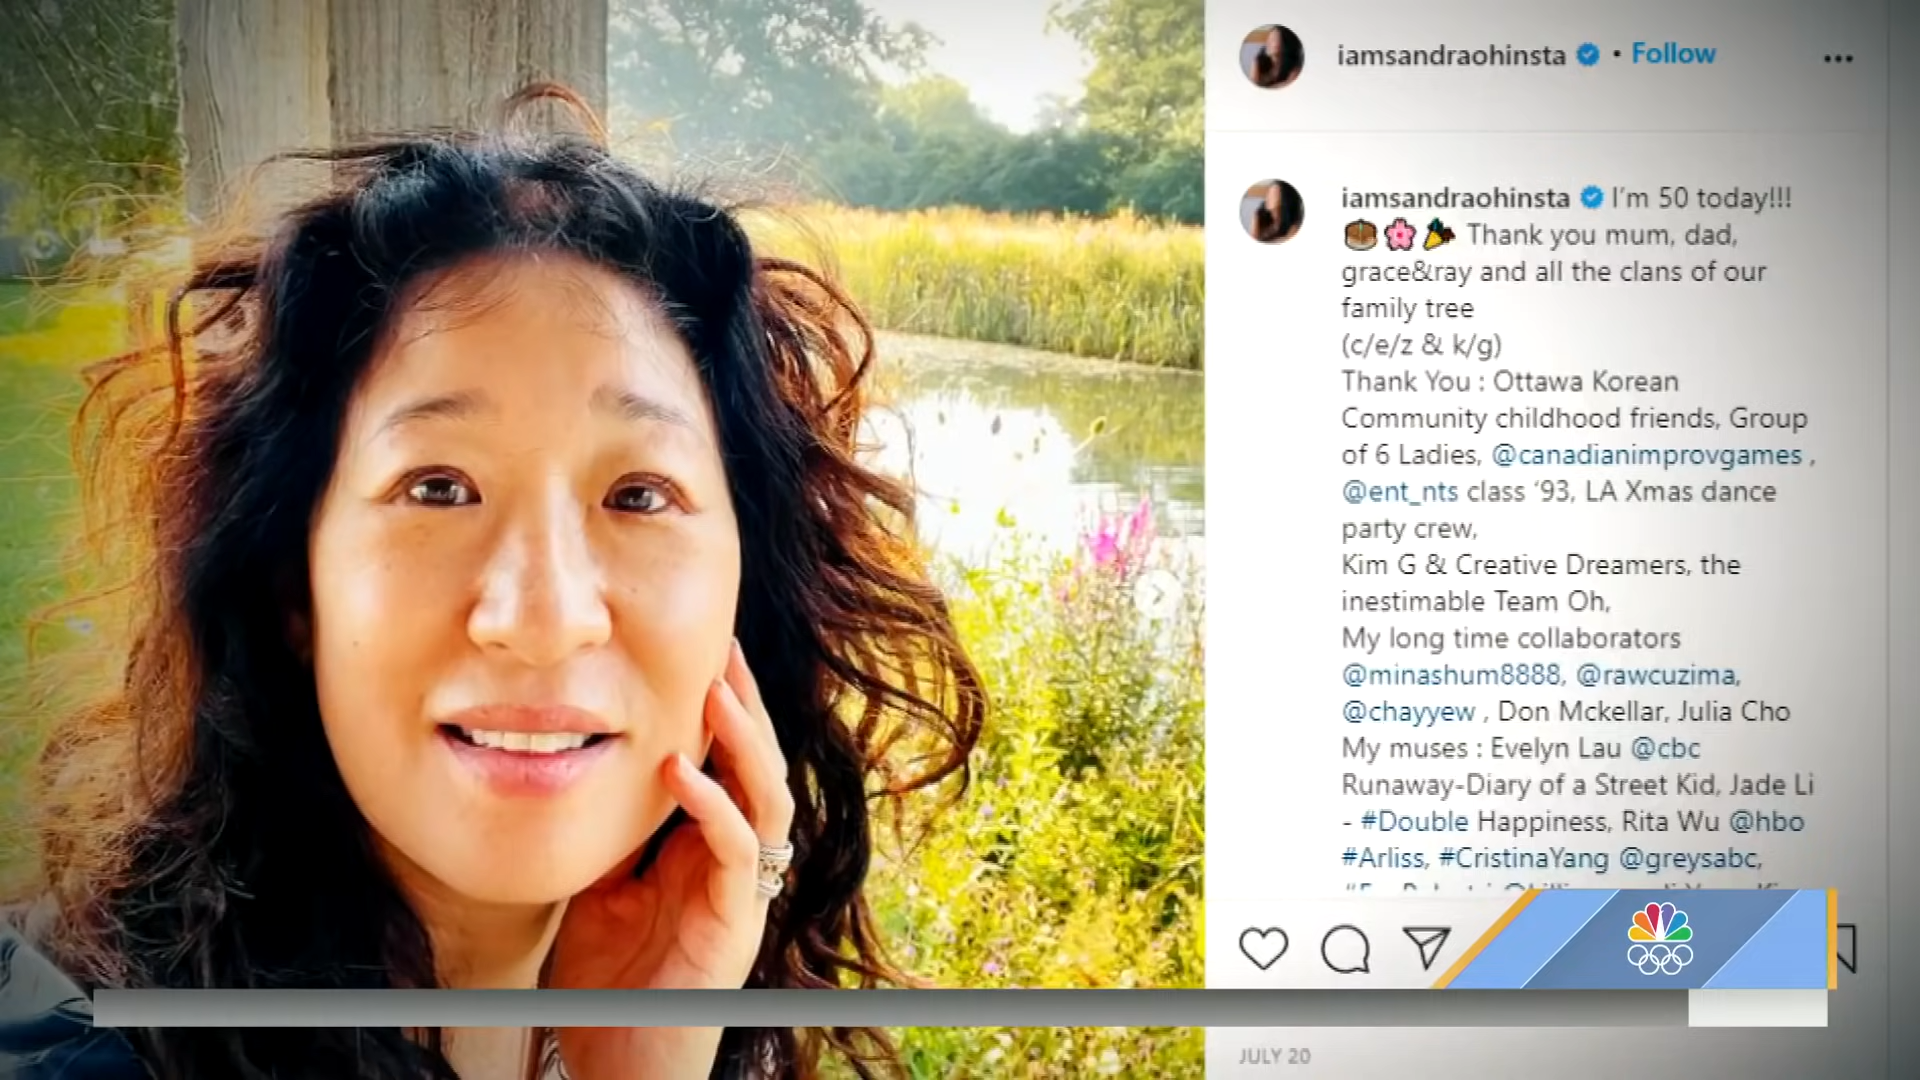 iamsandraohinsta • Follow
iamsandraohinsta I'm 50 today!!!
Thank you mum, dad,
grace&ray and all the clans of our
family tree
(c/e/z & k/g)
Thank You : Ottawa Korean
Community childhood friends, Group
of 6 Ladies, @canadianimprovgames ,
@ent_nts class ‘93, LA Xmas dance
party crew,
Kim G & Creative Dreamers, the
inestimable Team Oh,
My long time collaborators
@minashum8888, @rawcuzima,
@chayyew , Don Mckellar, Julia Cho
My muses : Evelyn Lau @cbc
Runaway-Diary of a Street Kid, Jade Li
- #Double Happiness, Rita Wu @hbo
#Arliss, #CristinaYang @greysabc,
JULY 20